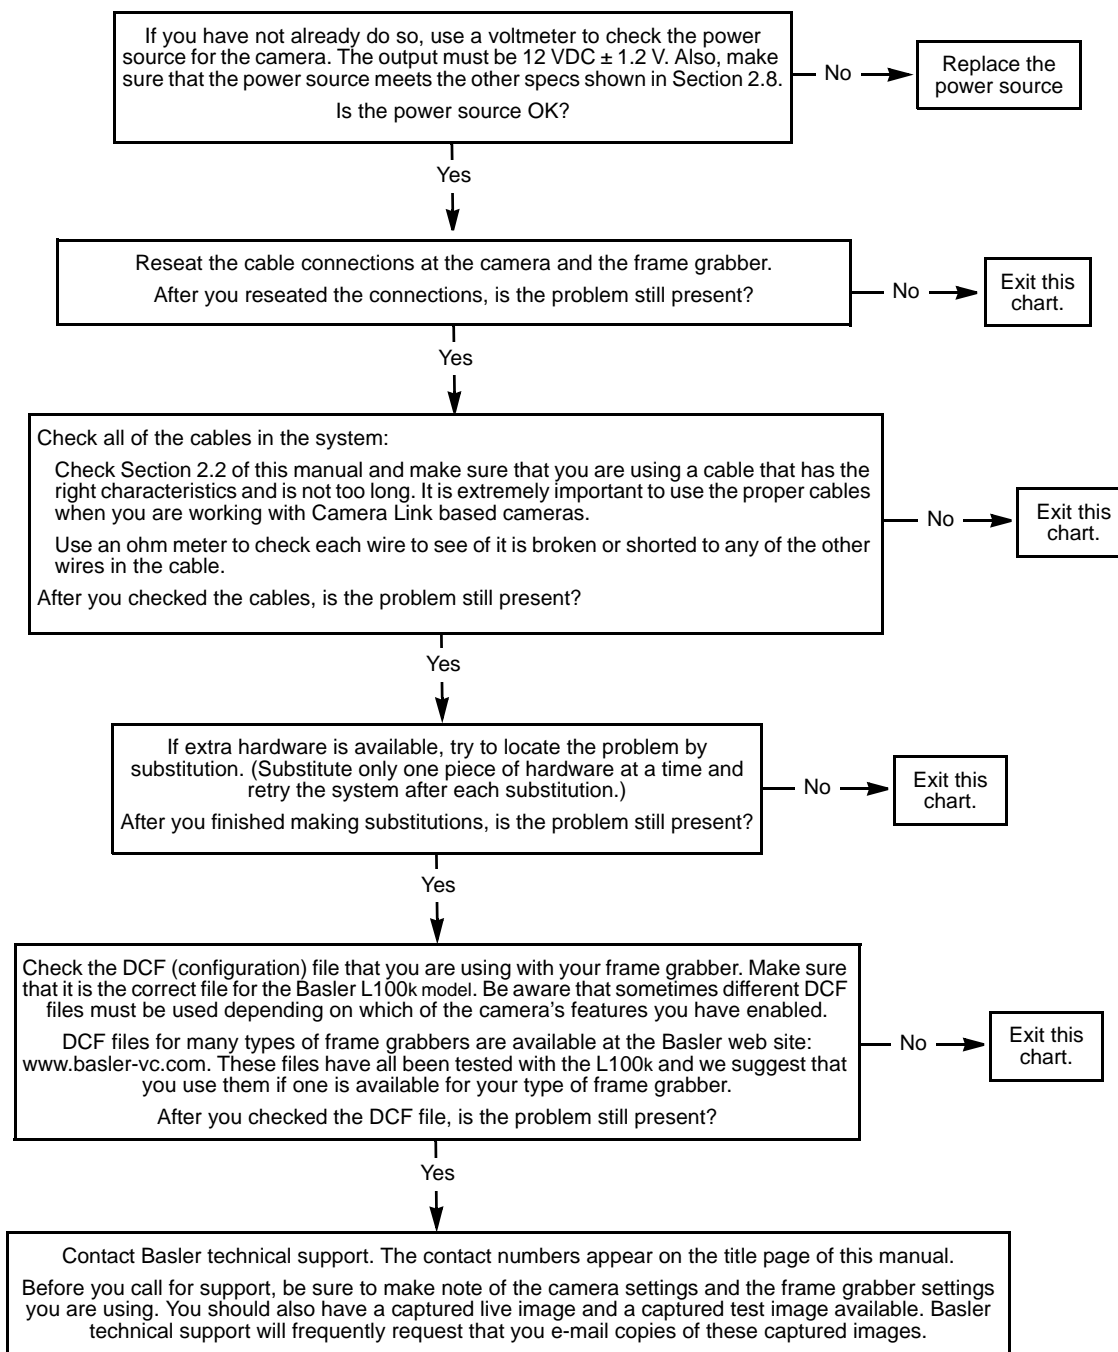 If you have not already do so, use a voltmeter to check the power
source for the camera. The output must be 12 VDC ± 1.2 V. Also, make
sure that the power source meets the other specs shown in Section 2.8.
Is the power source OK?
No
Replace the
power source
Yes
Reseat the cable connections at the camera and the frame grabber.
After you reseated the connections, is the problem still present?
No
Exit this
chart.
Yes
Check all of the cables in the system:
Check Section 2.2 of this manual and make sure that you are using a cable that has the
right characteristics and is not too long. It is extremely important to use the proper cables
when you are working with Camera Link based cameras.
Use an ohm meter to check each wire to see of it is broken or shorted to any of the other
wires in the cable.
After you checked the cables, is the problem still present?
No
Exit this
chart.
Yes
If extra hardware is available, try to locate the problem by
substitution. (Substitute only one piece of hardware at a time and
retry the system after each substitution.)
After you finished making substitutions, is the problem still present?
No
Exit this
chart.
Yes
Check the DCF (configuration) file that you are using with your frame grabber. Make sure
that it is the correct file for the Basler L100k model. Be aware that sometimes different DCF
files must be used depending on which of the camera's features you have enabled.
DCF files for many types of frame grabbers are available at the Basler web site:
www.basler-vc.com. These files have all been tested with the L100k and we suggest that
you use them if one is available for your type of frame grabber.
After you checked the DCF file, is the problem still present?
No
Exit this
chart.
Yes
Contact Basler technical support. The contact numbers appear on the title page of this manual.
Before you call for support, be sure to make note of the camera settings and the frame grabber settings
you are using. You should also have a captured live image and a captured test image available. Basler
technical support will frequently request that you e-mail copies of these captured images.